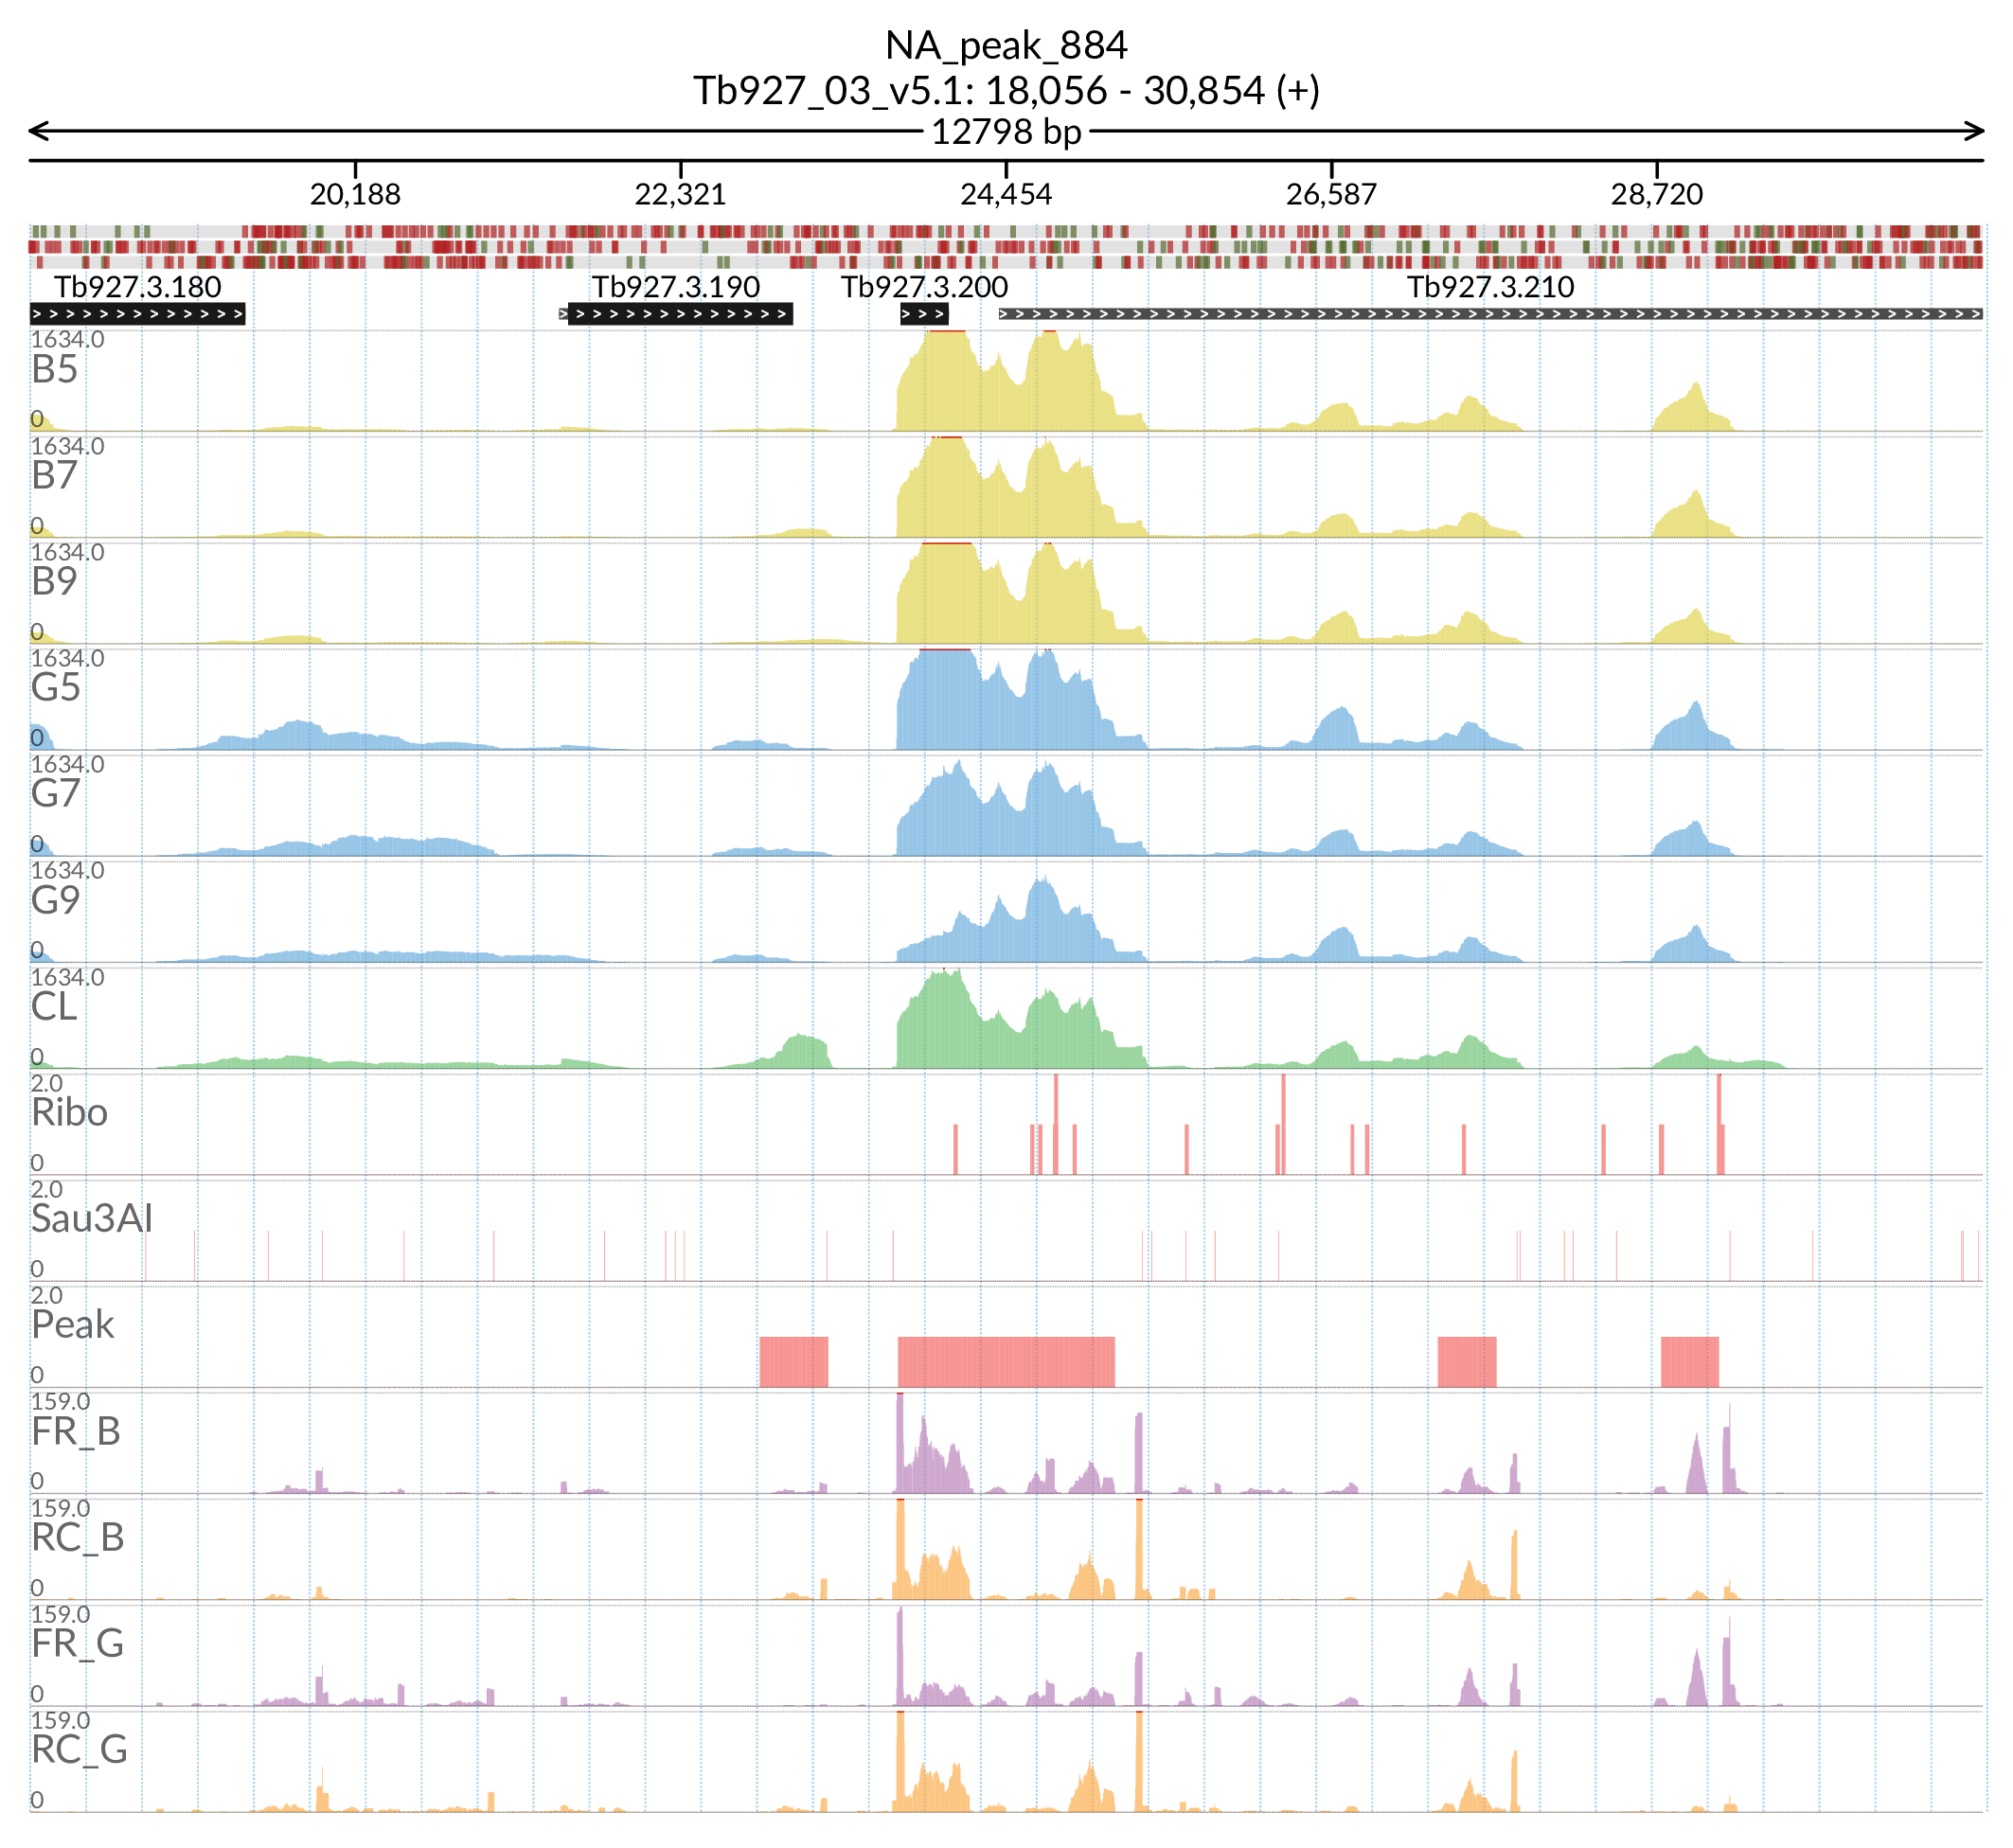 NA_peak_884
Tb927_03_v5.1: 18,056 - 30,854 (+)
12798 bp
20,188 22,321 24,454 26,587 28,720
Tb927.3.180 Tb927.3.190 Tb927.3.200 Tb927.3.210
1634.0
B5
0
1634.0
B7
0
1634.0
B9
0
1634.0
G5
0
1634.0
G7
0
1634.0
G9
0
1634.0
CL
0
2.0
Ribo
0
2.0
Sau3AI
0
2.0
Peak
0
159.0
FR_B
0
159.0
RC_B
0
159.0
FR_G
0
159.0
RC_G
0